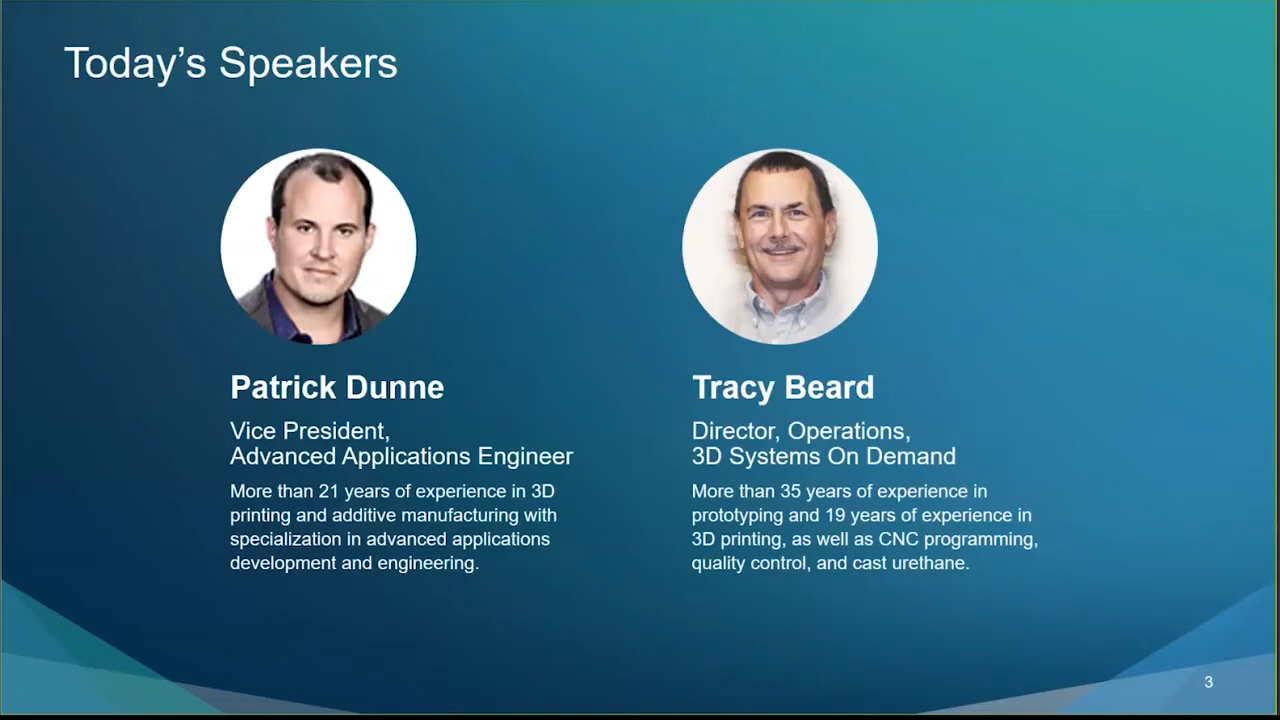 Today’s Speakers
Patrick Dunne
Vice President,
Advanced Applications Engineer
More than 21 years of experience in 3D
printing and additive manufacturing with
specialization in advanced applications
development and engineering.
Tracy Beard
Director, Operations,
3D Systems On Demand
More than 35 years of experience in
prototyping and 19 years of experience in
3D printing, as well as CNC programming,
quality control, and cast urethane.
3